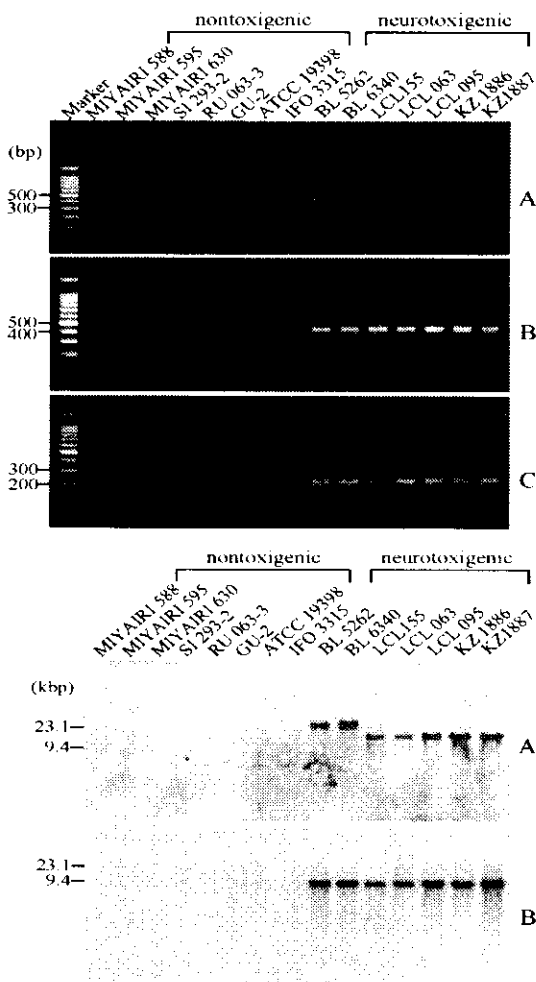 nontoxigenic neurotoxigenic
Marker
MIYAIRI 588
MIYAIRI 595
MIYAIRI 630
SI 293-2
RU 063-3
GU-2
ATCC 19398
IFO 3315
BL 5262
BL 6340
LCL155
LCL 063
LCL 095
KZ 1886
KZ1887
(bp)
500
300
A
500
400
B
300
200
C
nontoxigenic neurotoxigenic
MIYAIRI 588
MIYAIRI 595
MIYAIRI 630
SI 293-2
RU 063-3
GU-2
ATCC 19398
IFO 3315
BL 5262
BL 6340
LCL155
LCL 063
LCL 095
KZ 1886
KZ1887
(kbp)
23.1
9.4
A
23.1
9.4
B